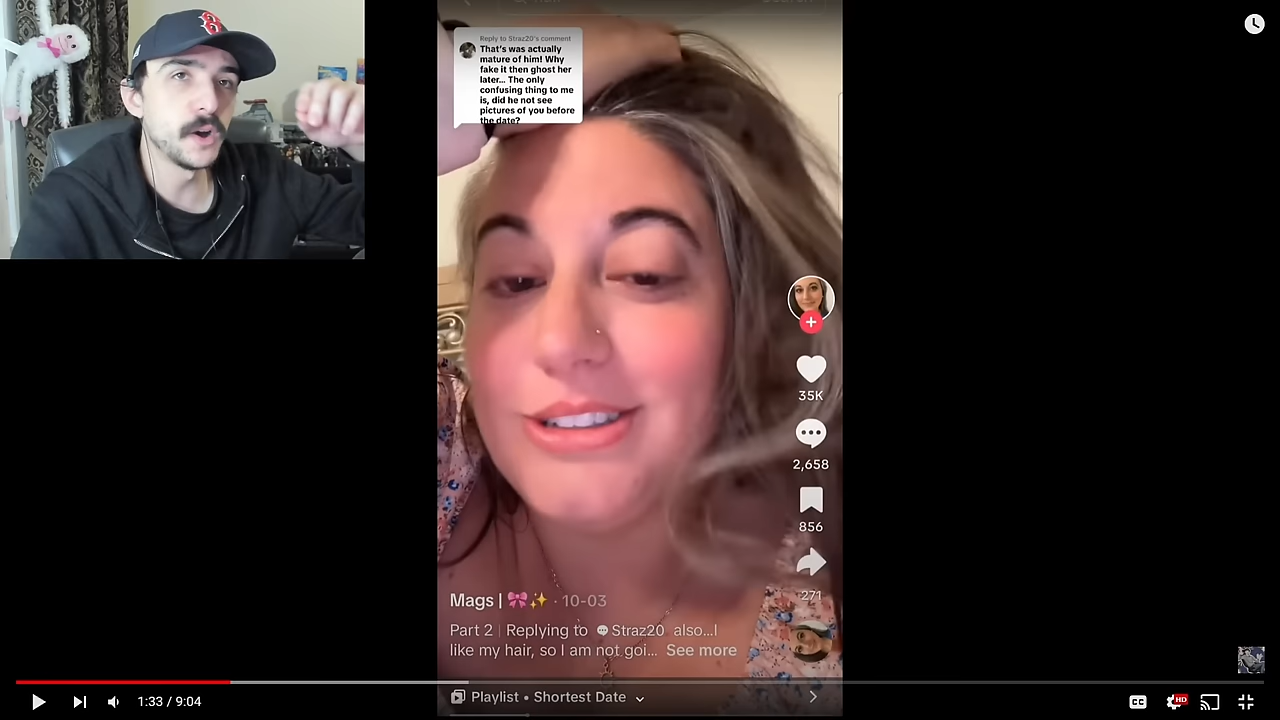 Reply to Straz20's comment
That's was actually
mature of him! Why
fake it then ghost her
later... The only
confusing thing to me
is, did he not see
pictures of you before
the date?
B
35K
2,658
856
271
Mags | 🎀✨ · 10-03
Part 2 | Replying to 💬Straz20 also...I
like my hair, so I am not goi... See more
Playlist • Shortest Date
1:33 / 9:04
CC
HD